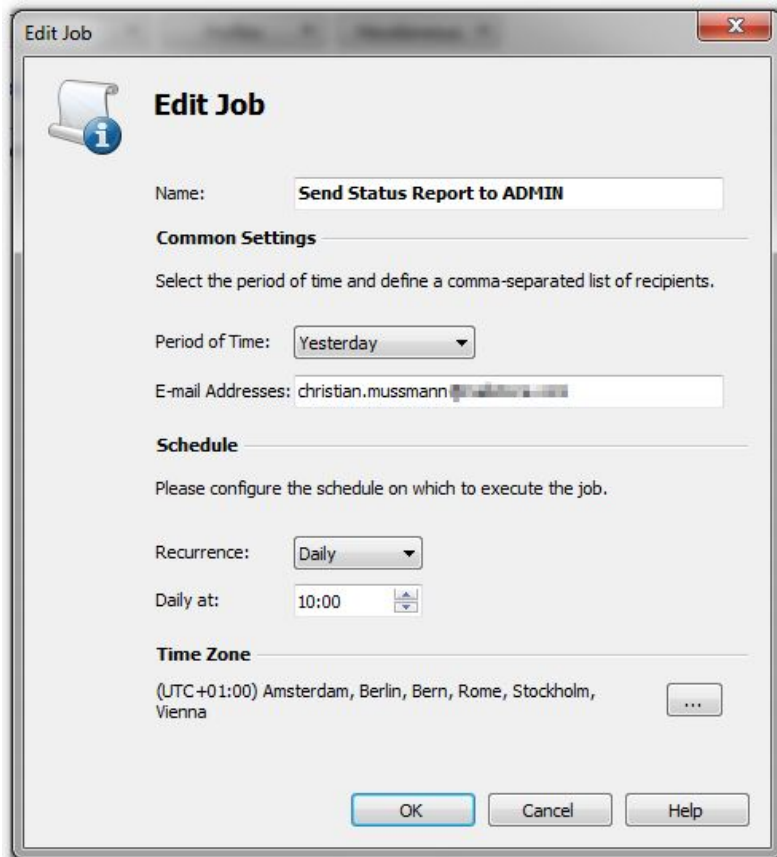 Edit Job
Edit Job
Name: Send Status Report to ADMIN
Common Settings
Select the period of time and define a comma-separated list of recipients.
Period of Time: Yesterday
E-mail Addresses: christian.mussmann
Schedule
Please configure the schedule on which to execute the job.
Recurrence: Daily
Daily at: 10:00
Time Zone
(UTC+01:00) Amsterdam, Berlin, Bern, Rome, Stockholm,
Vienna
...
OK Cancel Help